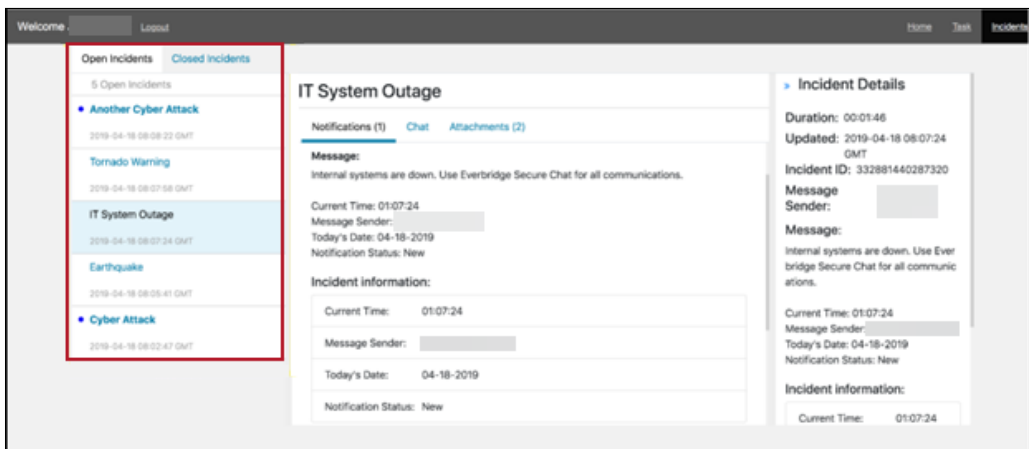 Welcome Logout Home Task Incidents
Open Incidents Closed Incidents
5 Open Incidents
Another Cyber Attack
2019-04-18 08:08:22 GMT
Tornado Warning
2019-04-18 08:07:58 GMT
IT System Outage
2019-04-18 08:07:24 GMT
Earthquake
2019-04-18 08:05:41 GMT
Cyber Attack
2019-04-18 08:02:47 GMT
IT System Outage
Notifications (1) Chat Attachments (2)
Message:
Internal systems are down. Use Everbridge Secure Chat for all communications.
Current Time: 01:07:24
Message Sender:
Today's Date: 04-18-2019
Notification Status: New
Incident information:
Current Time: 01:07:24
Message Sender:
Today's Date: 04-18-2019
Notification Status: New
» Incident Details
Duration: 00:01:46
Updated: 2019-04-18 08:07:24
GMT
Incident ID: 332881440287320
Message
Sender:
Message:
Internal systems are down. Use Ever
bridge Secure Chat for all communic
ations.
Current Time: 01:07:24
Message Sender:
Today's Date: 04-18-2019
Notification Status: New
Incident information:
Current Time: 01:07:24